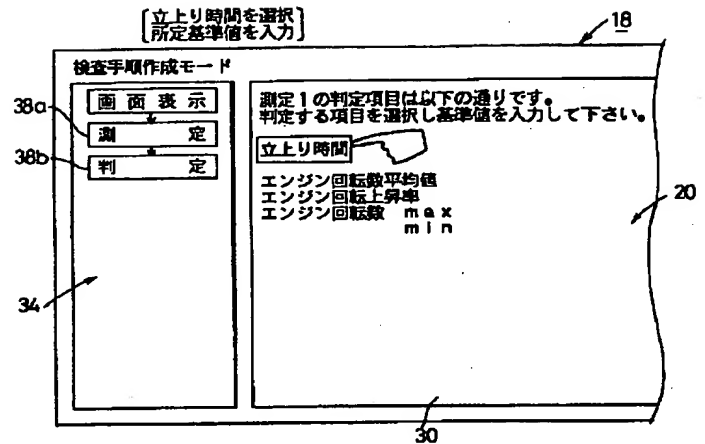 立上り時間を選択
所定基準値を入力
18
検査手順作成モード
画面表示
38a
測定
38b
判定
34
測定1の判定項目は以下の通りです。
判定する項目を選択し基準値を入力して下さい。
立上り時間
エンジン回転数平均値
エンジン回転上昇率
エンジン回転数 max
min
20
30